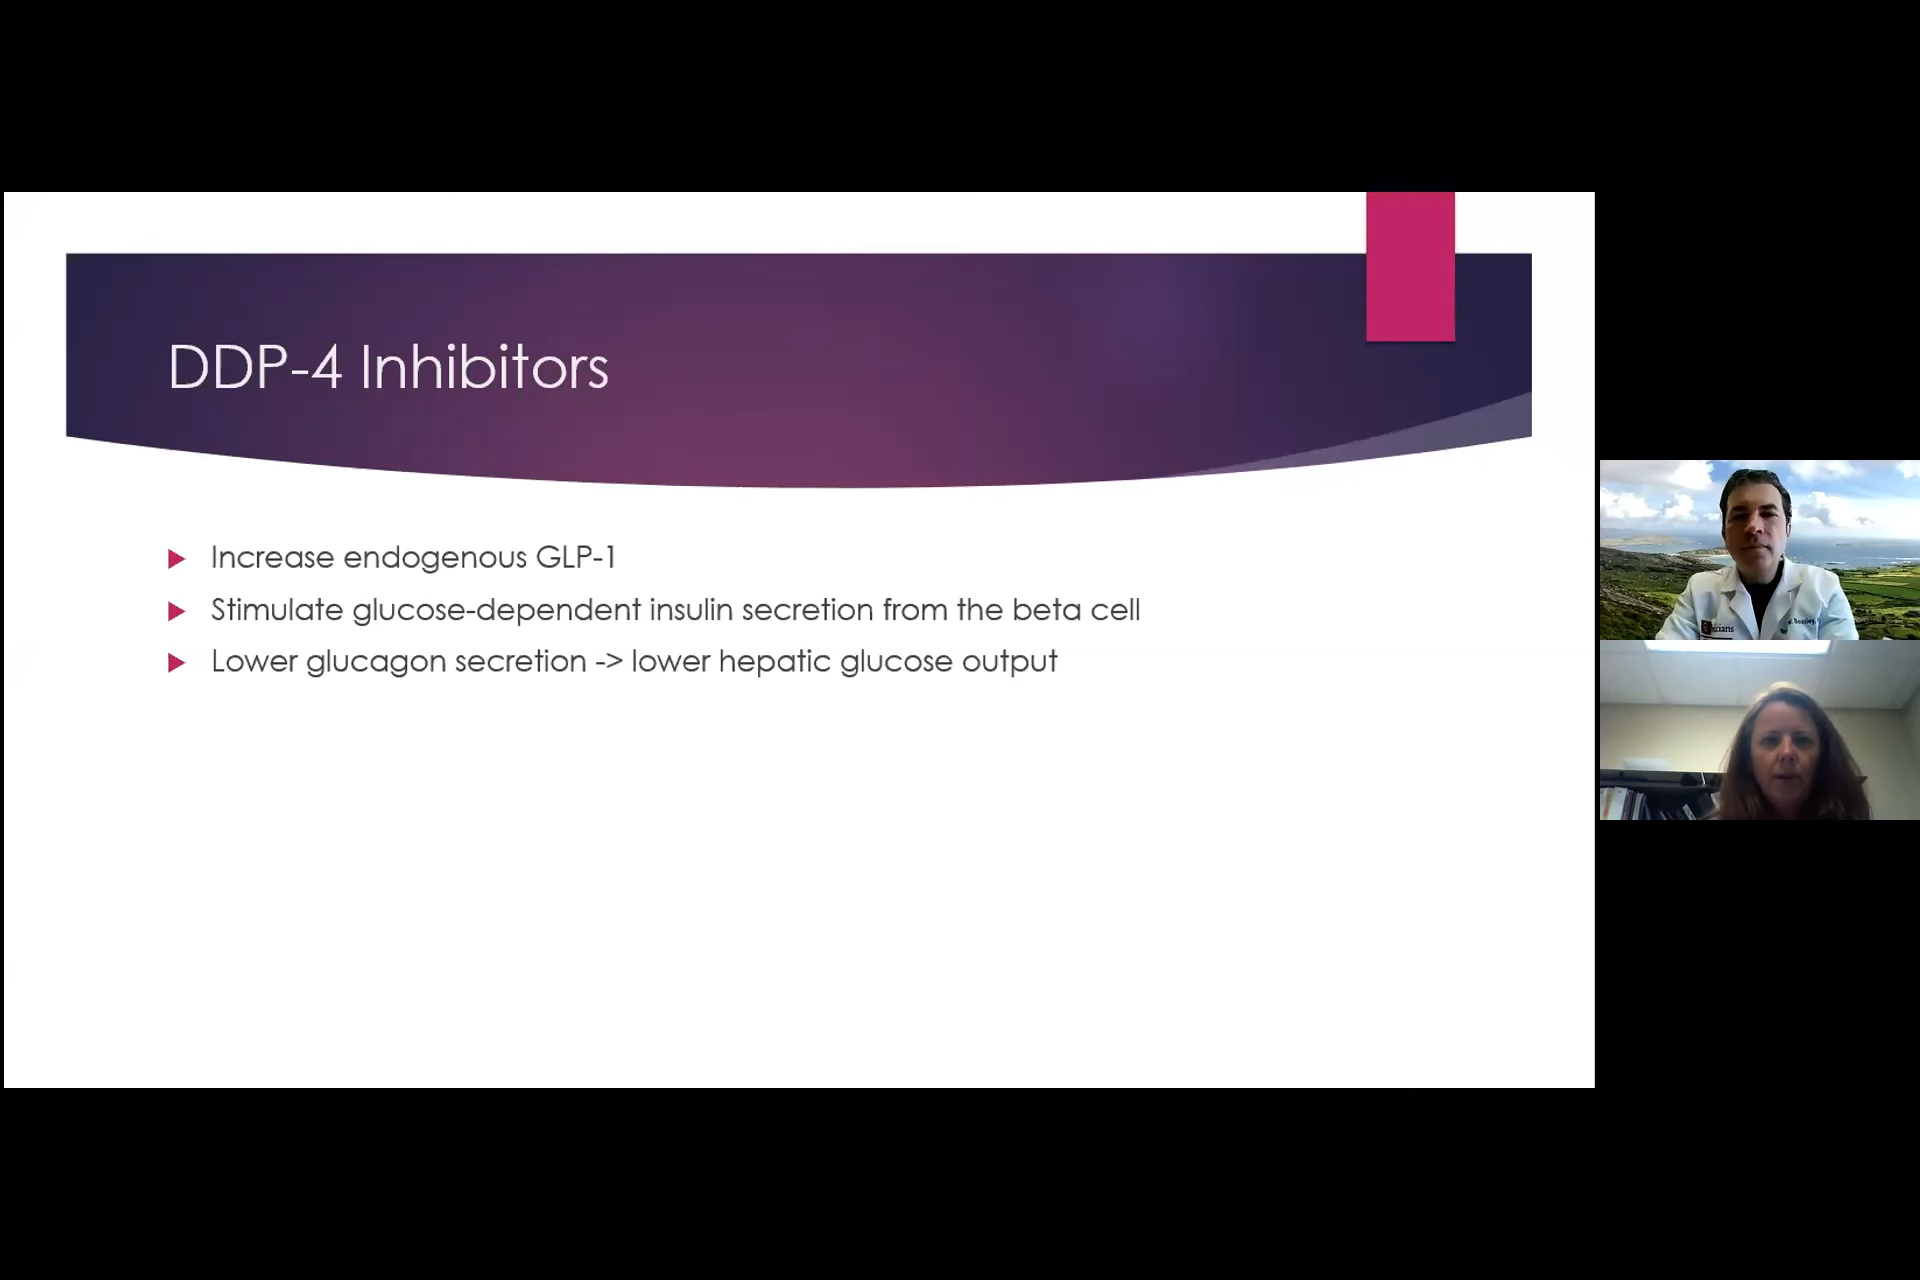 DDP-4 Inhibitors
Increase endogenous GLP-1
Stimulate glucose-dependent insulin secretion from the beta cell
Lower glucagon secretion -> lower hepatic glucose output